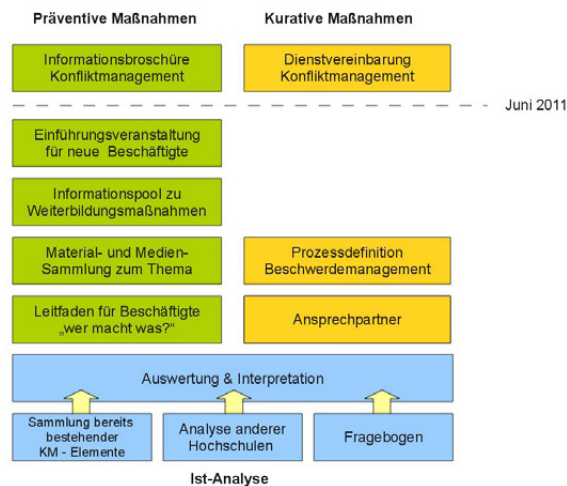 Präventive Maßnahmen
Kurative Maßnahmen
Informationsbroschüre
Konfliktmanagement
Dienstvereinbarung
Konfliktmanagement
Juni 2011
Einführungsveranstaltung
für neue Beschäftigte
Informationspool zu
Weiterbildungsmaßnahmen
Material- und Medien-
Sammlung zum Thema
Prozessdefinition
Beschwerdemanagement
Leitfaden für Beschäftigte
„wer macht was?“
Ansprechpartner
Auswertung & Interpretation
Sammlung bereits
bestehender
KM - Elemente
Analyse anderer
Hochschulen
Fragebogen
Ist-Analyse